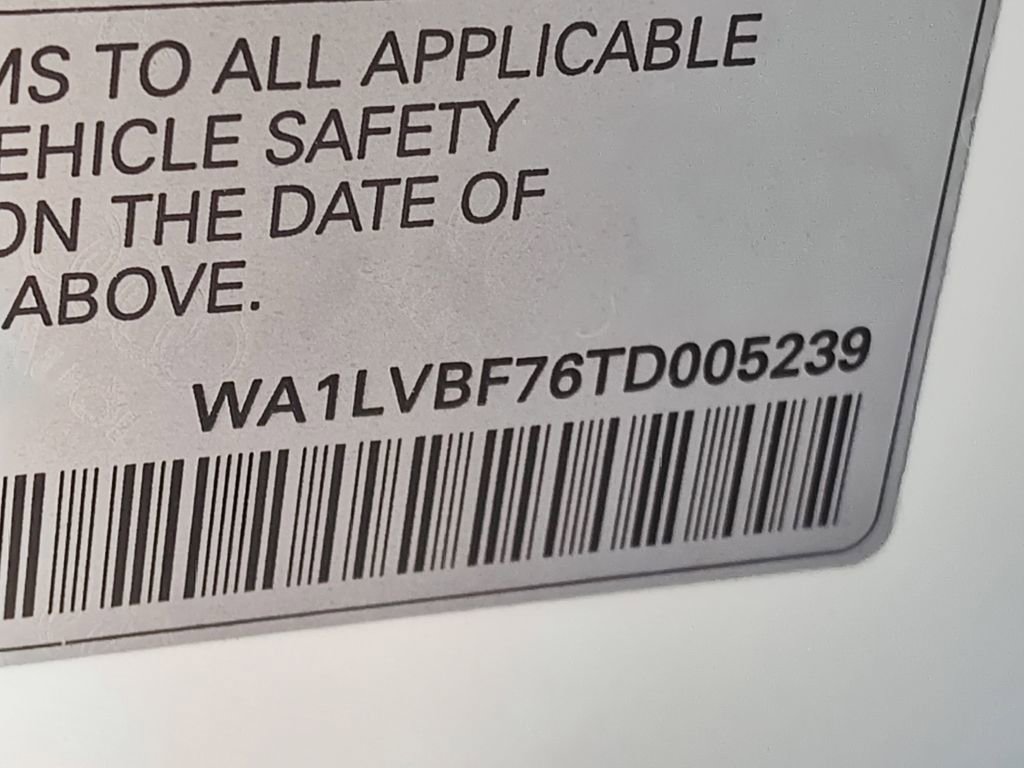 MS TO ALL APPLICABLE
EHICLE SAFETY
ON THE DATE OF
ABOVE.
WA1LVBF76TD005239